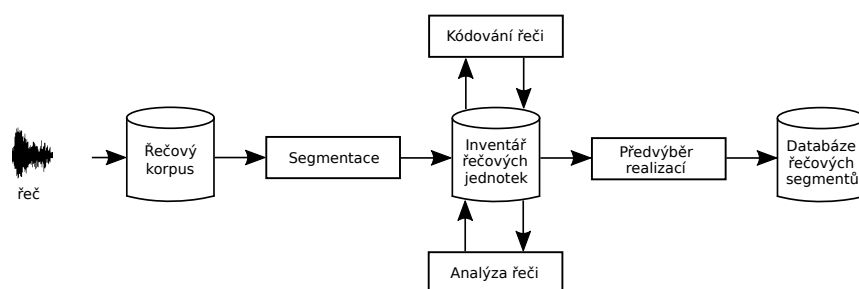 Kódování řeči
řeč
Řečový
korpus
Segmentace
Inventář
řečových
jednotek
Předvýběr
realizací
Databáze
řečových
segmentů
Analýza řeči